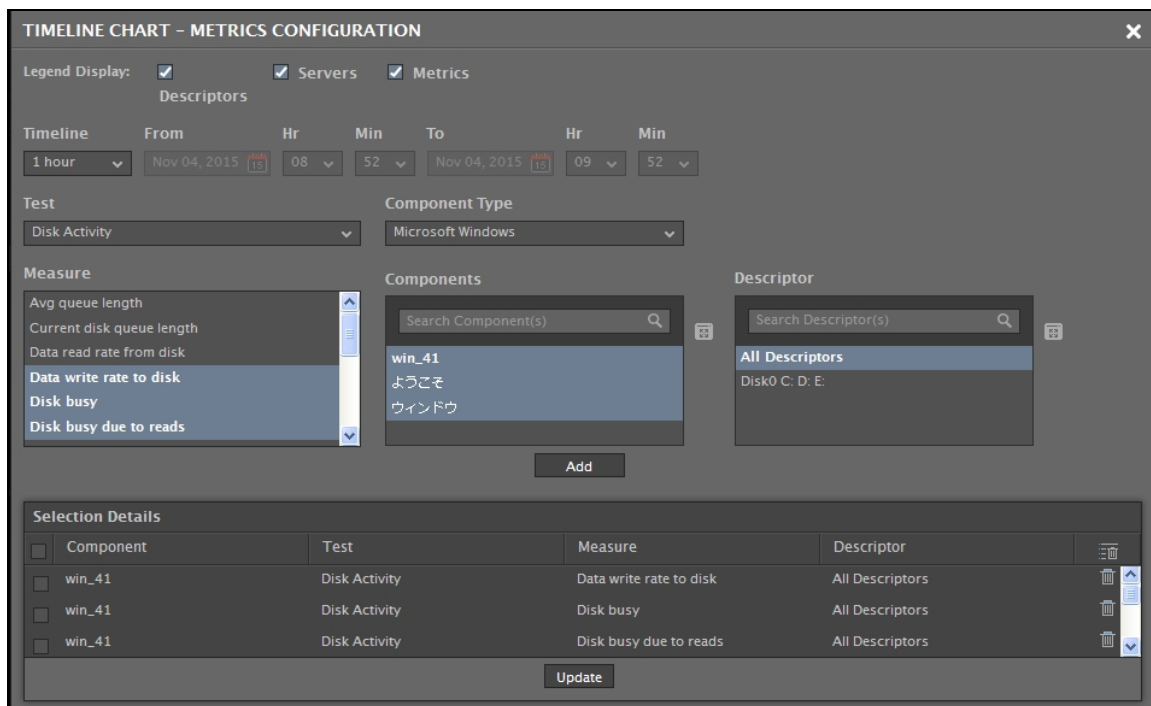 TIMELINE CHART – METRICS CONFIGURATION
Legend Display: Descriptors Servers Metrics
Timeline From Hr Min To Hr Min
1 hour Nov 04, 2015 15 08 52 Nov 04, 2015 15 09 52
Test Component Type
Disk Activity Microsoft Windows
Measure Components Descriptor
Avg queue length
Current disk queue length
Data read rate from disk
Data write rate to disk
Disk busy
Disk busy due to reads
Search Component(s)
win_41
ようこそ
ウィンドウ
Search Descriptor(s)
All Descriptors
Disk0 C: D: E:
Add
Selection Details
Component Test Measure Descriptor
win_41 Disk Activity Data write rate to disk All Descriptors
win_41 Disk Activity Disk busy All Descriptors
win_41 Disk Activity Disk busy due to reads All Descriptors
Update